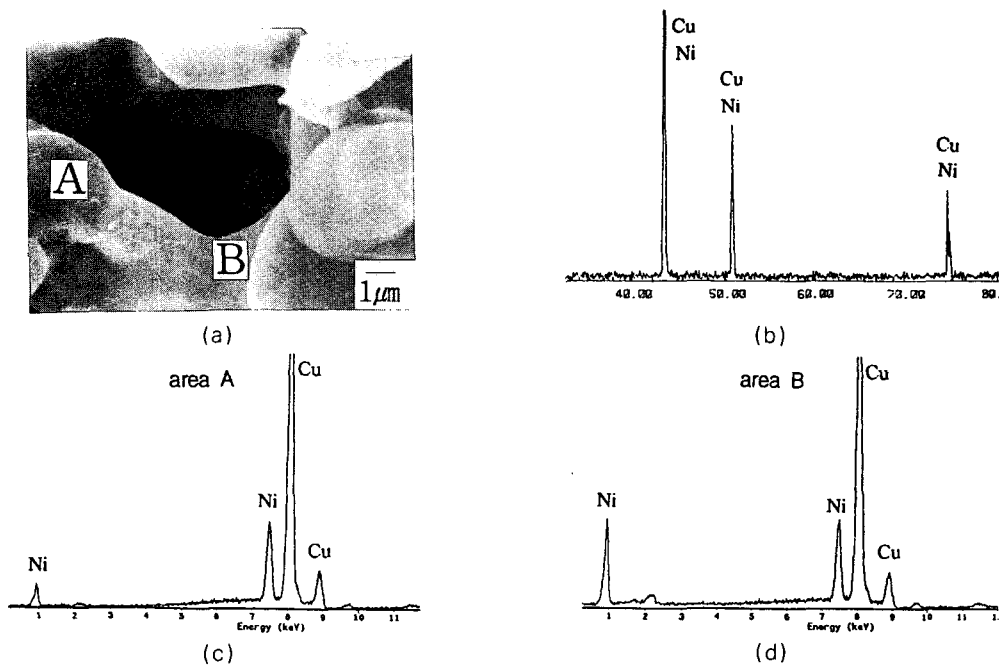 A
B
1μm
(a)
Cu
Ni
Cu
Ni
Cu
Ni
40.00 50.00 60.00 70.00 80.
(b)
area A
Cu
Ni
Ni
Cu
1 2 3 4 5 6 7 8 9 10 11
Energy (keV)
(c)
area B
Cu
Ni
Ni
Cu
1 2 3 4 5 6 7 8 9 10 11 12
Energy (keV)
(d)